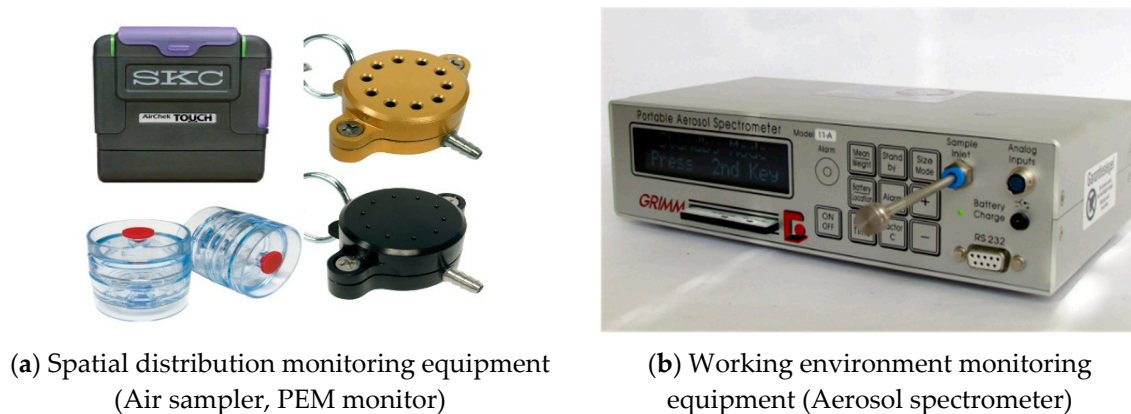 SKC
AirChek TOUCH
Portable Aerosol Spectrometer
Model 11-A
Standby Mode
Press 2nd Key
Alarm
Mean
Weight
Stand
by
Size
Mode
Sample
Inlet
Analog
Inputs
Battery
Location
Alarm
+
Battery
Charge
GRIMM
ON
OFF
C
−
RS 232
(a) Spatial distribution monitoring equipment
(Air sampler, PEM monitor)
(b) Working environment monitoring
equipment (Aerosol spectrometer)